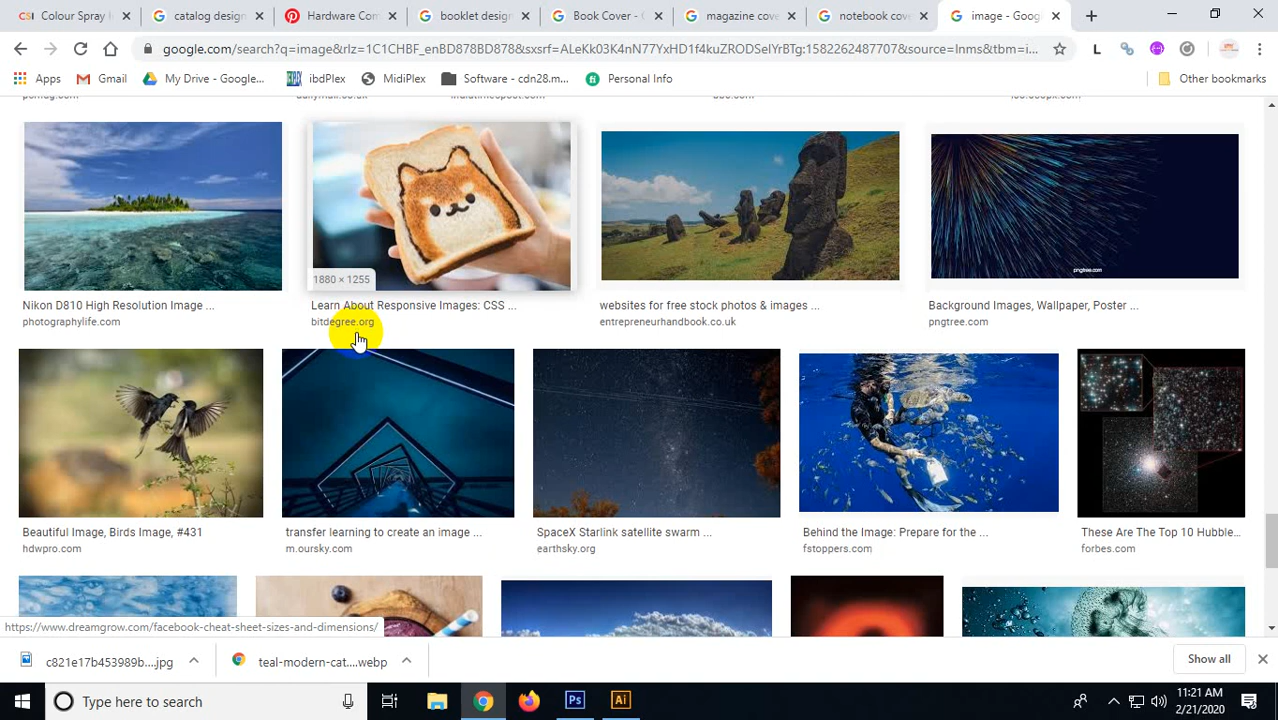 CSI Colour Spray I
catalog design
Hardware Com
booklet design
Book Cover - G
magazine cove
notebook cove
image - Goog
google.com/search?q=image&rlz=1C1CHBF_enBD878BD878&sxsrf=ALeKk03K4nN77YxHD1f4kuZRODSelYrBTg:1582262487707&source=lnms&tbm=i...
Apps
Gmail
My Drive - Google...
ibdPlex
MidiPlex
Software - cdn28.m...
Personal Info
Other bookmarks
1880 × 1255
pngtree.com
Nikon D810 High Resolution Image ...
Learn About Responsive Images: CSS ...
websites for free stock photos & images ...
Background Images, Wallpaper, Poster ...
photographylife.com
bitdegree.org
entrepreneurhandbook.co.uk
pngtree.com
Beautiful Image, Birds Image, #431
transfer learning to create an image ...
SpaceX Starlink satellite swarm ...
Behind the Image: Prepare for the ...
These Are The Top 10 Hubble...
hdwpro.com
m.oursky.com
earthsky.org
fstoppers.com
forbes.com
https://www.dreamgrow.com/facebook-cheat-sheet-sizes-and-dimensions/
c821e17b453989b....jpg
teal-modern-cat....webp
Show all
Type here to search
Ps
Ai
11:21 AM
2/21/2020